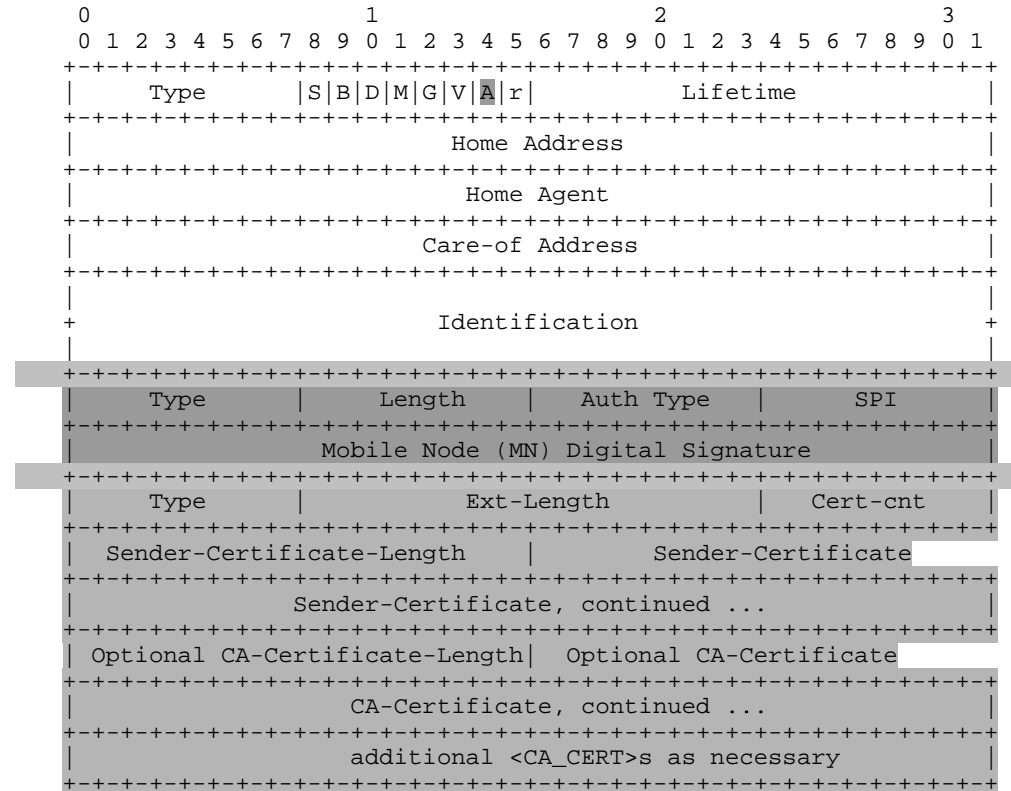 0                   1                   2                   3
 0 1 2 3 4 5 6 7 8 9 0 1 2 3 4 5 6 7 8 9 0 1 2 3 4 5 6 7 8 9 0 1
+-+-+-+-+-+-+-+-+-+-+-+-+-+-+-+-+-+-+-+-+-+-+-+-+-+-+-+-+-+-+-+-+
|     Type      |S|B|D|M|G|V|A|r|          Lifetime             |
+-+-+-+-+-+-+-+-+-+-+-+-+-+-+-+-+-+-+-+-+-+-+-+-+-+-+-+-+-+-+-+-+
|                          Home Address                         |
+-+-+-+-+-+-+-+-+-+-+-+-+-+-+-+-+-+-+-+-+-+-+-+-+-+-+-+-+-+-+-+-+
|                           Home Agent                          |
+-+-+-+-+-+-+-+-+-+-+-+-+-+-+-+-+-+-+-+-+-+-+-+-+-+-+-+-+-+-+-+-+
|                        Care-of Address                        |
+-+-+-+-+-+-+-+-+-+-+-+-+-+-+-+-+-+-+-+-+-+-+-+-+-+-+-+-+-+-+-+-+
|                                                               |
+                         Identification                        +
|                                                               |
+-+-+-+-+-+-+-+-+-+-+-+-+-+-+-+-+-+-+-+-+-+-+-+-+-+-+-+-+-+-+-+-+
|     Type      |     Length    |   Auth Type   |      SPI      |
+-+-+-+-+-+-+-+-+-+-+-+-+-+-+-+-+-+-+-+-+-+-+-+-+-+-+-+-+-+-+-+-+
|                 Mobile Node (MN) Digital Signature            |
+-+-+-+-+-+-+-+-+-+-+-+-+-+-+-+-+-+-+-+-+-+-+-+-+-+-+-+-+-+-+-+-+
|     Type      |           Ext-Length          |   Cert-cnt    |
+-+-+-+-+-+-+-+-+-+-+-+-+-+-+-+-+-+-+-+-+-+-+-+-+-+-+-+-+-+-+-+-+
|  Sender-Certificate-Length    |        Sender-Certificate
+-+-+-+-+-+-+-+-+-+-+-+-+-+-+-+-+-+-+-+-+-+-+-+-+-+-+-+-+-+-+-+-+
|               Sender-Certificate, continued ...               |
+-+-+-+-+-+-+-+-+-+-+-+-+-+-+-+-+-+-+-+-+-+-+-+-+-+-+-+-+-+-+-+-+
| Optional CA-Certificate-Length|  Optional CA-Certificate
+-+-+-+-+-+-+-+-+-+-+-+-+-+-+-+-+-+-+-+-+-+-+-+-+-+-+-+-+-+-+-+-+
|                   CA-Certificate, continued ...               |
+-+-+-+-+-+-+-+-+-+-+-+-+-+-+-+-+-+-+-+-+-+-+-+-+-+-+-+-+-+-+-+-+
|                   additional <CA_CERT>s as necessary          |
+-+-+-+-+-+-+-+-+-+-+-+-+-+-+-+-+-+-+-+-+-+-+-+-+-+-+-+-+-+-+-+-+